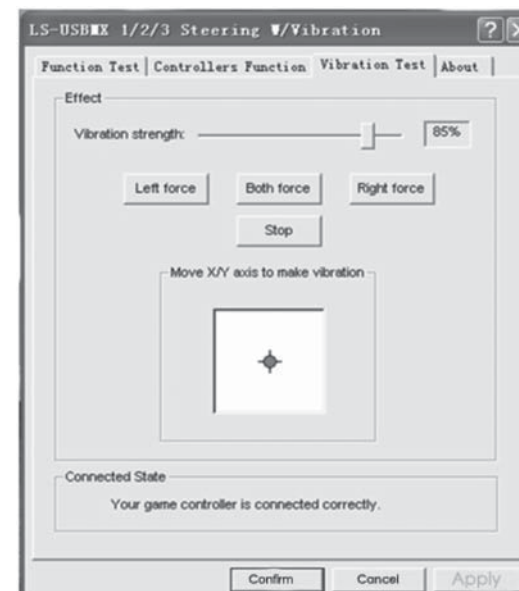 LS-USBMX 1/2/3 Steering W/Vibration ?
Function Test Controllers Function Vibration Test About
Effect
Vibration strength: 85%
Left force Both force Right force
Stop
Move X/Y axis to make vibration
Connected State
Your game controller is connected correctly.
Confirm Cancel Apply